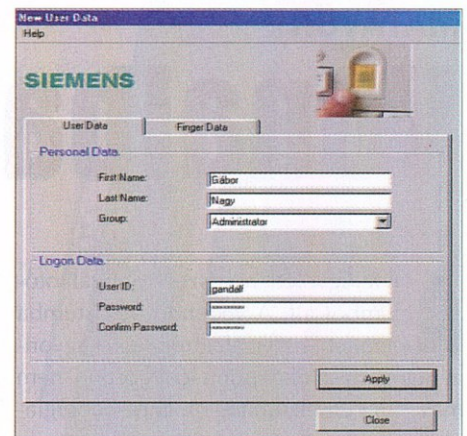 New User Data
Help
SIEMENS
User Data
Finger Data
Personal Data
First Name: Gábor
Last Name: Nagy
Group: Administrator
Logon Data
User ID: gandalf
Password: **********
Confirm Password: **********
Apply
Close